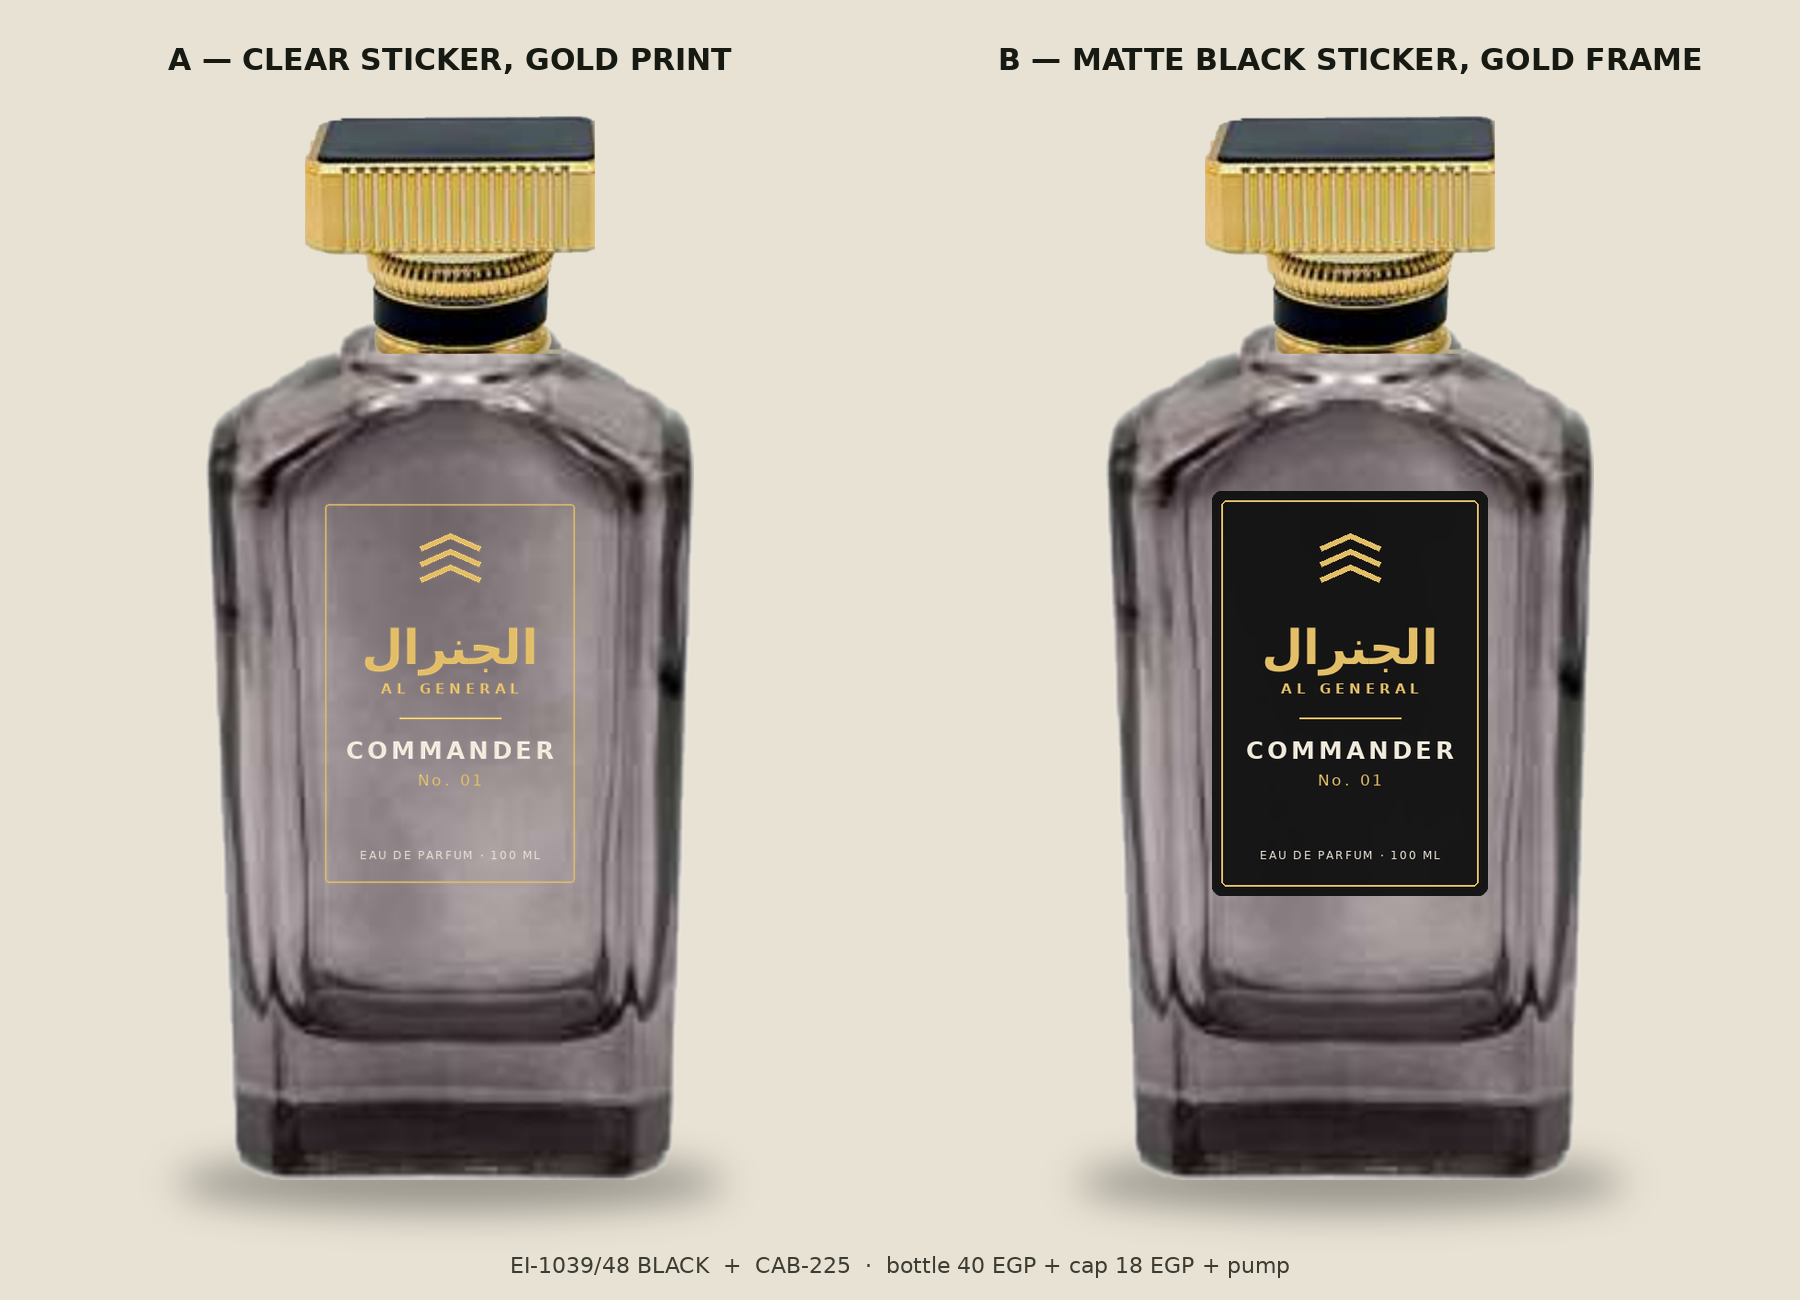 A — CLEAR STICKER, GOLD PRINT
الجنرال
AL GENERAL
COMMANDER
No. 01
EAU DE PARFUM · 100 ML
B — MATTE BLACK STICKER, GOLD FRAME
الجنرال
AL GENERAL
COMMANDER
No. 01
EAU DE PARFUM · 100 ML
EI-1039/48 BLACK + CAB-225 · bottle 40 EGP + cap 18 EGP + pump